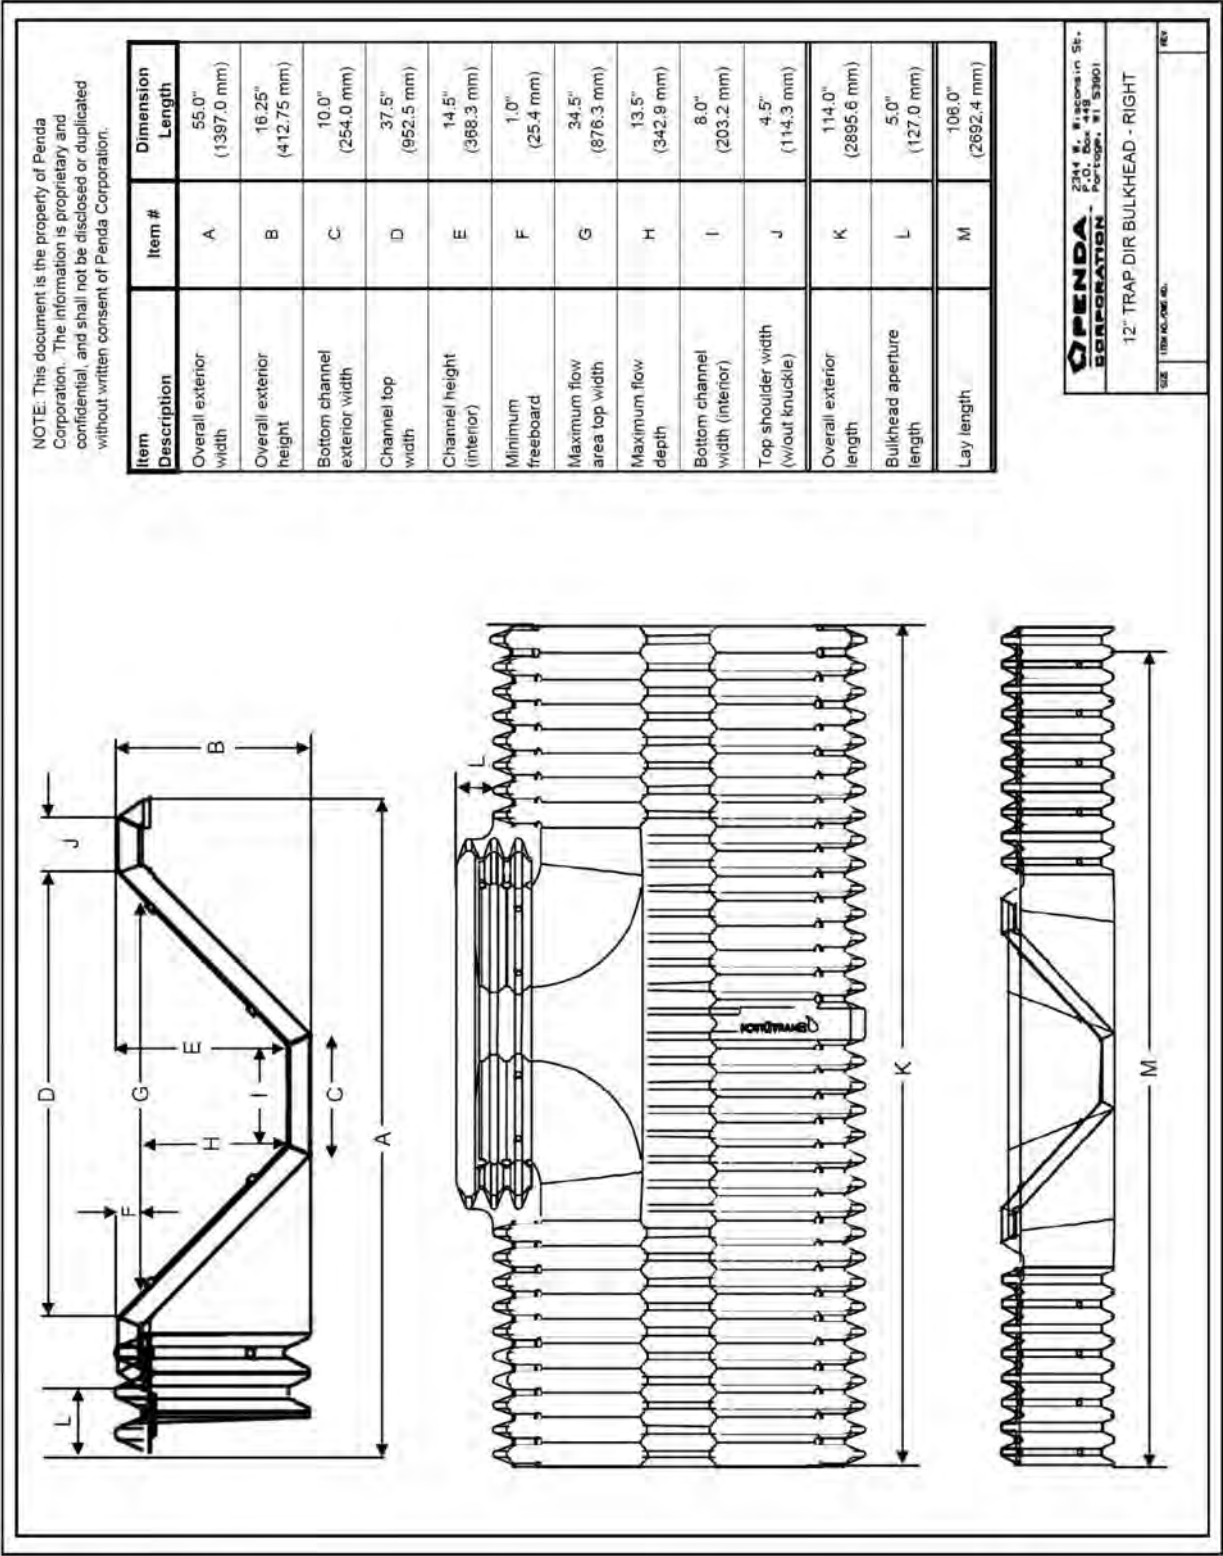 NOTE: This document is the property of Penda
Corporation. The information is proprietary and
confidential, and shall not be disclosed or duplicated
without written consent of Penda Corporation.
Item Description Item # Dimension Length
Overall exterior width A 55.0" (1397.0 mm)
Overall exterior height B 16.25" (412.75 mm)
Bottom channel exterior width C 10.0" (254.0 mm)
Channel top width D 37.5" (952.5 mm)
Channel height (interior) E 14.5" (368.3 mm)
Minimum freeboard F 1.0" (25.4 mm)
Maximum flow area top width G 34.5" (876.3 mm)
Maximum flow depth H 13.5" (342.9 mm)
Bottom channel width (interior) I 8.0" (203.2 mm)
Top shoulder width (w/out knuckle) J 4.5" (114.3 mm)
Overall exterior length K 114.0" (2895.6 mm)
Bulkhead aperture length L 5.0" (127.0 mm)
Lay length M 106.0" (2692.4 mm)
L
F
D
G
H
I
E
C
A
J
B
L
K
M
PENDA
CORPORATION
2344 W. Wisconsin St.
P.O. Box 449
Portage, WI 53901
12" TRAP DIR BULKHEAD - RIGHT
SIZE
REV